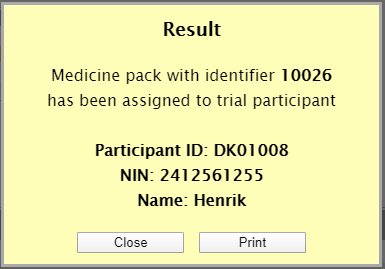 Result
Medicine pack with identifier 10026
has been assigned to trial participant
Participant ID: DK01008
NIN: 2412561255
Name: Henrik
Close Print